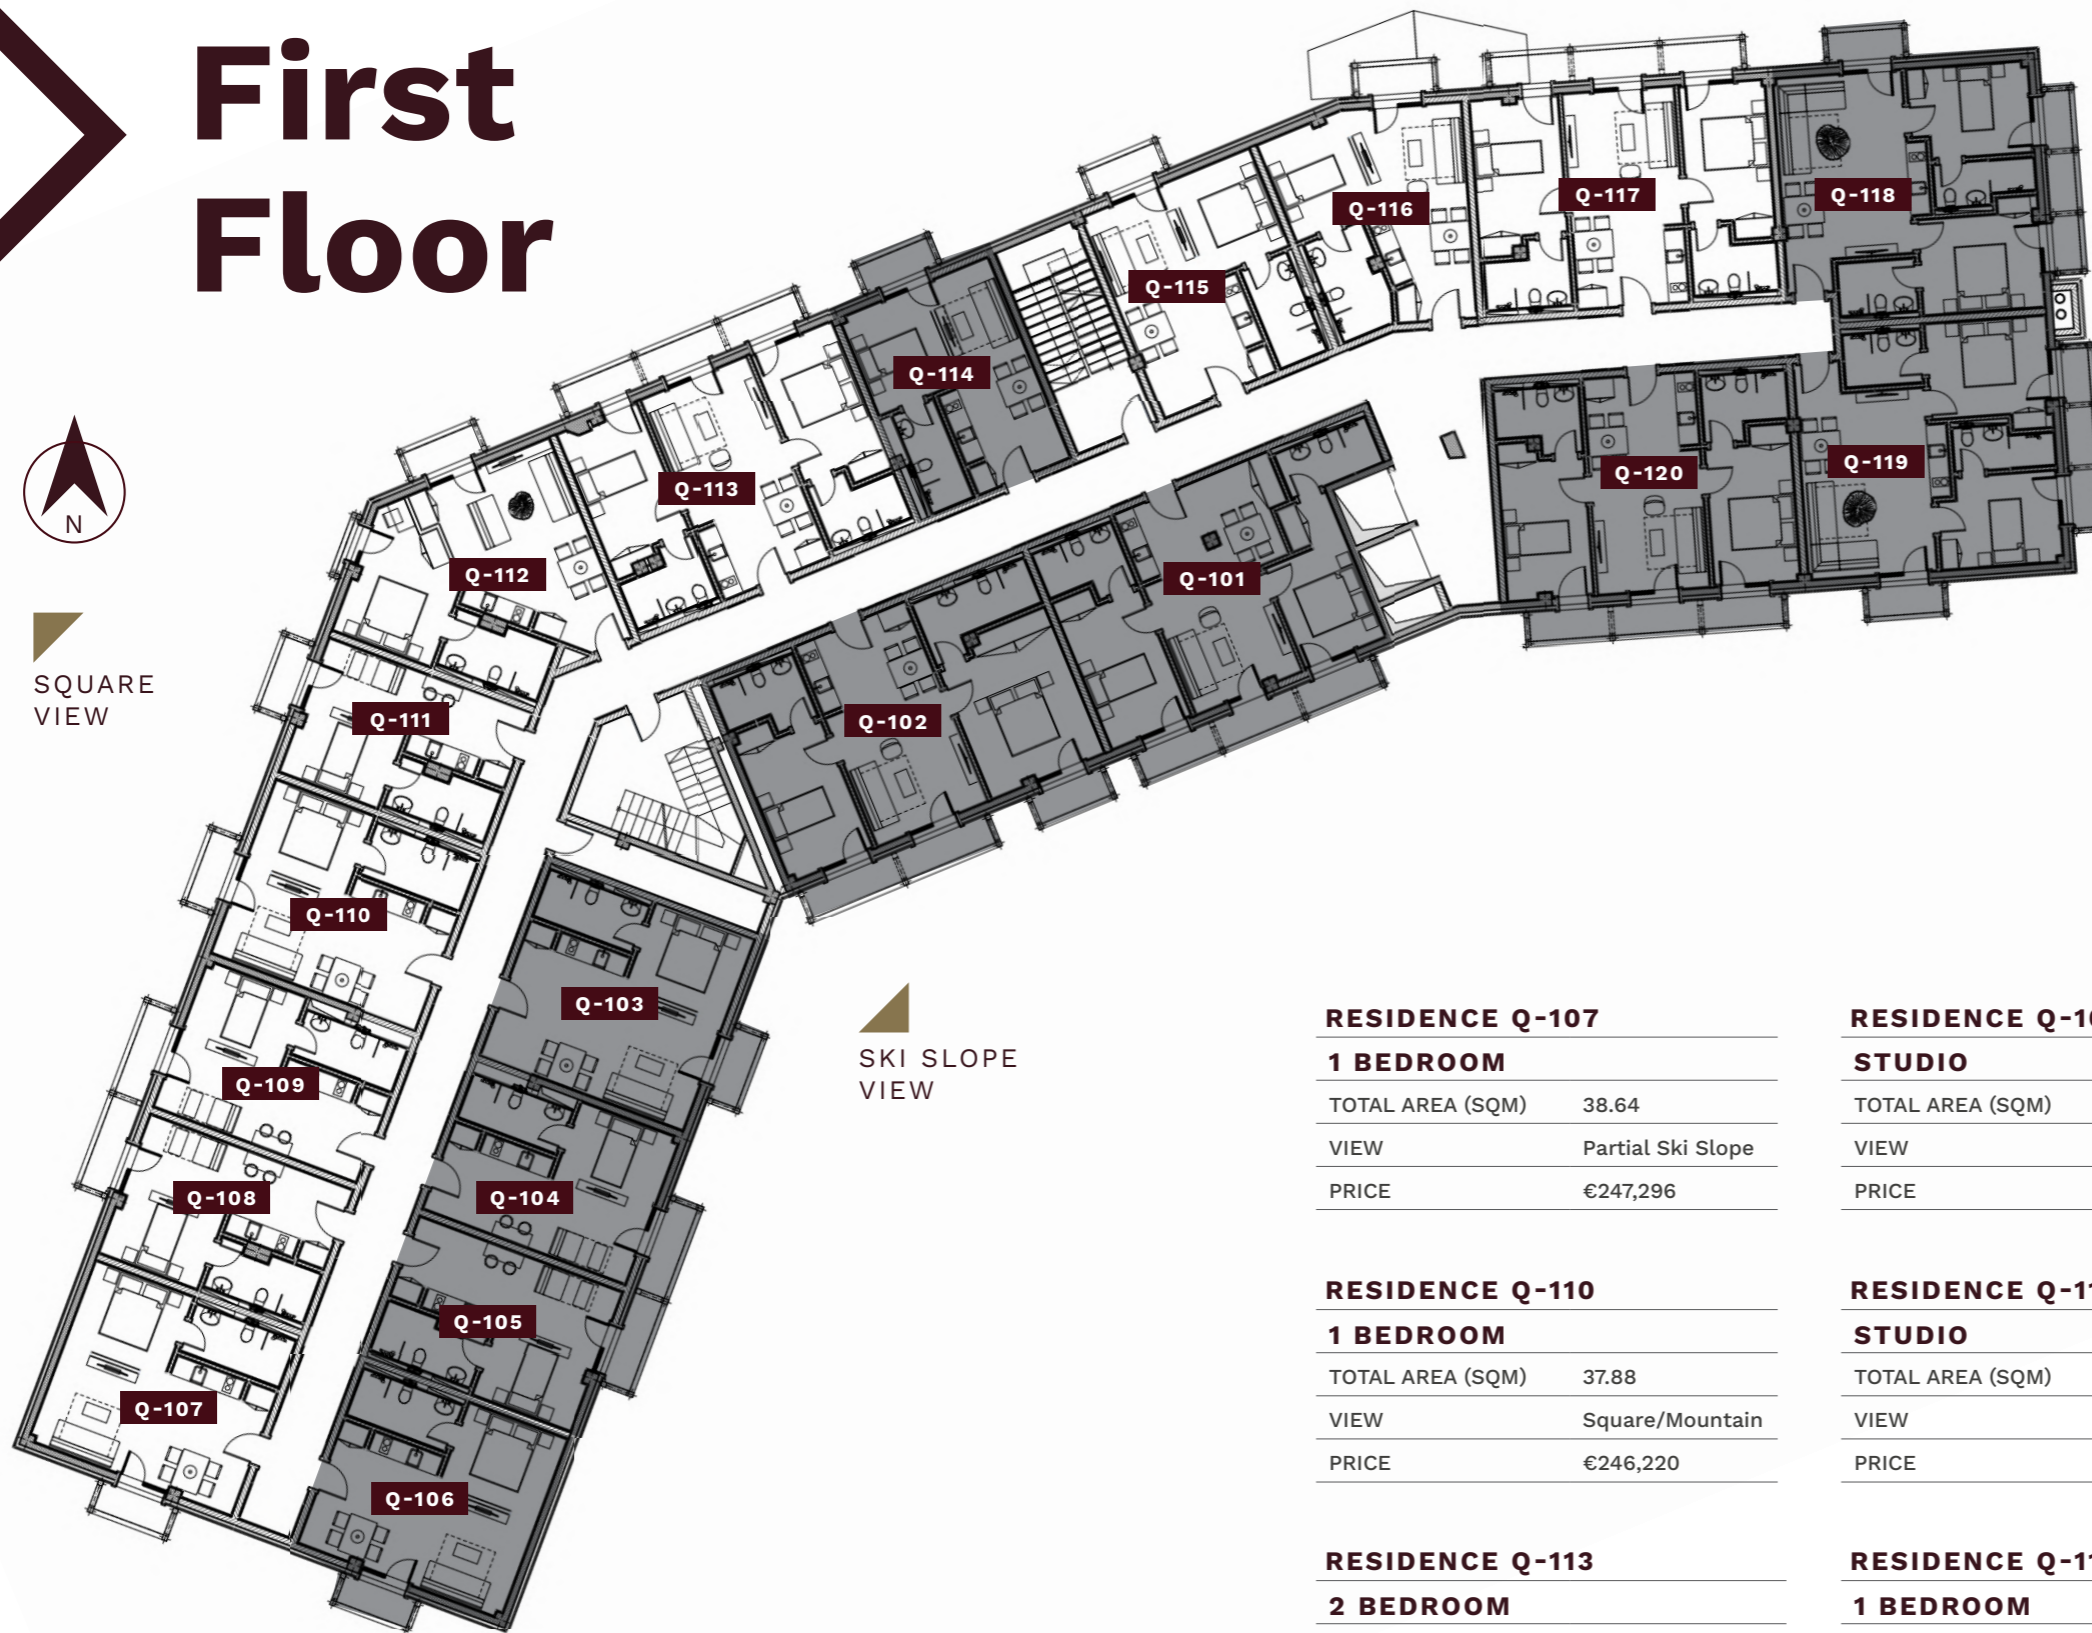 First
Floor
N
SQUARE
VIEW
SKI SLOPE
VIEW
Q-118
Q-117
Q-116
Q-115
Q-114
Q-113
Q-112
Q-111
Q-110
Q-109
Q-108
Q-107
Q-106
Q-105
Q-104
Q-103
Q-102
Q-101
Q-120
Q-119
RESIDENCE Q-107
1 BEDROOM
TOTAL AREA (SQM) 38.64
VIEW Partial Ski Slope
PRICE €247,296
RESIDENCE
STUDIO
TOTAL AREA (SQM)
VIEW
PRICE
RESIDENCE Q-110
1 BEDROOM
TOTAL AREA (SQM) 37.88
VIEW Square/Mountain
PRICE €246,220
RESIDENCE
STUDIO
TOTAL AREA (SQM)
VIEW
PRICE
RESIDENCE Q-113
2 BEDROOM
RESIDENCE
1 BEDROOM